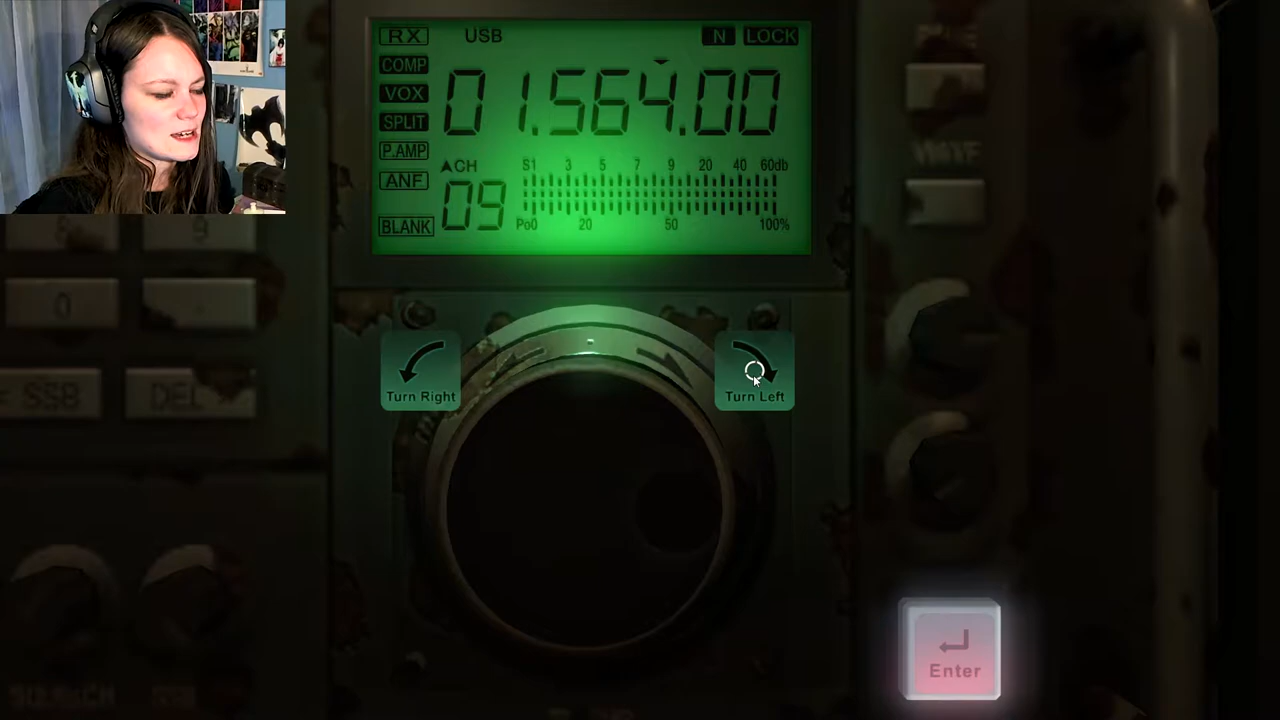 RX USB N LOCK
COMP
VOX
SPLIT
P.AMP
ANF
BLANK
01.564.00
CH
09
S1 3 5 7 9 20 40 60db
Po0 20 50 100%
9
0
SSB DEL
Turn Right
Turn Left
Enter